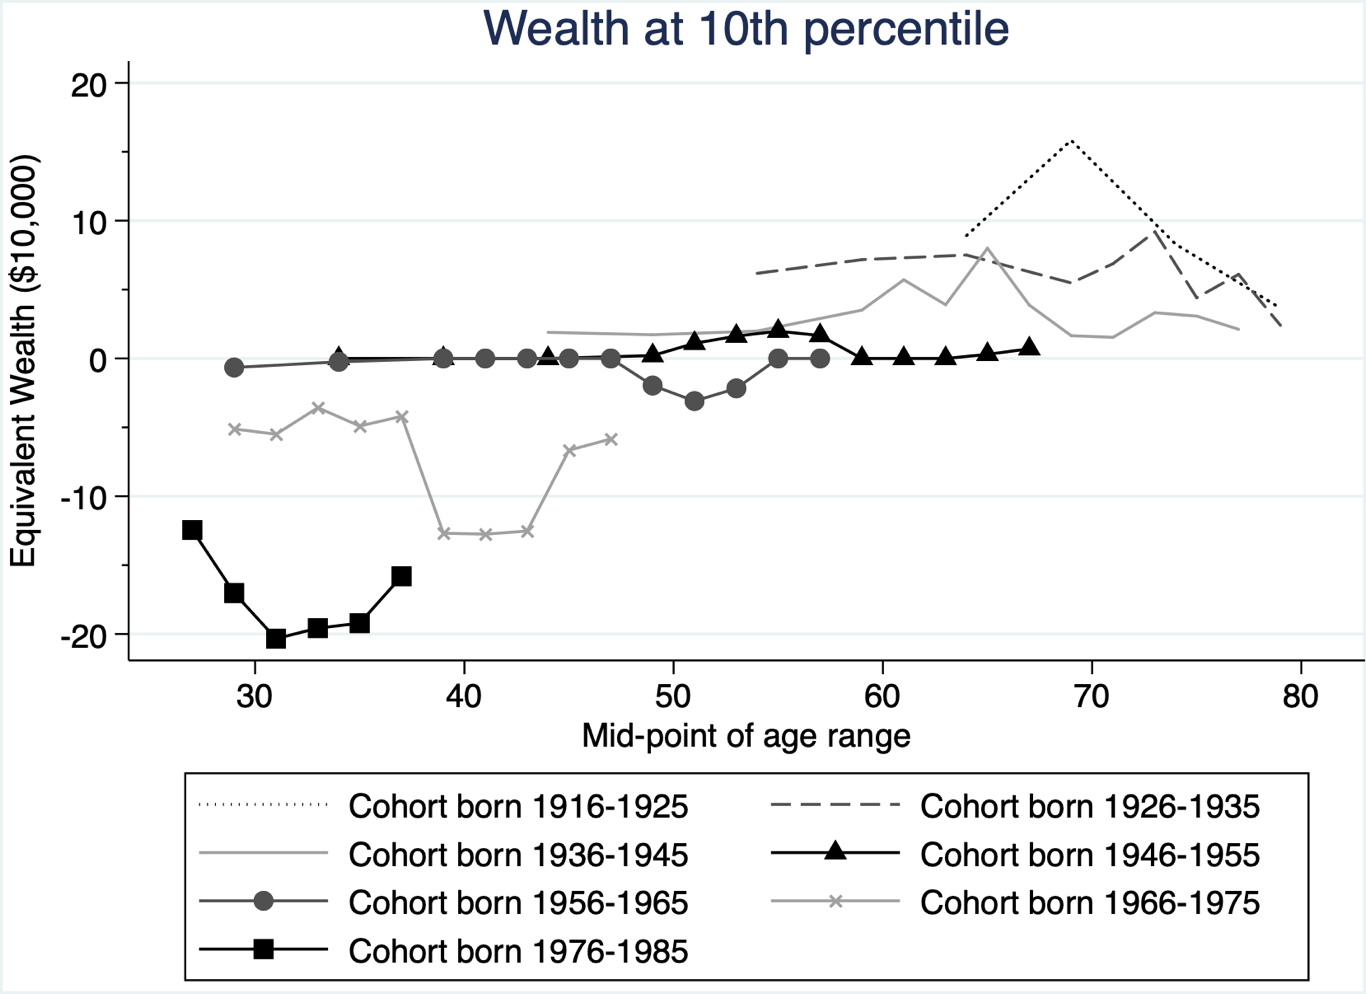 Wealth at 10th percentile
Equivalent Wealth ($10,000)
20
10
0
-10
-20
30 40 50 60 70 80
Mid-point of age range
Cohort born 1916-1925 Cohort born 1926-1935
Cohort born 1936-1945 Cohort born 1946-1955
Cohort born 1956-1965 Cohort born 1966-1975
Cohort born 1976-1985